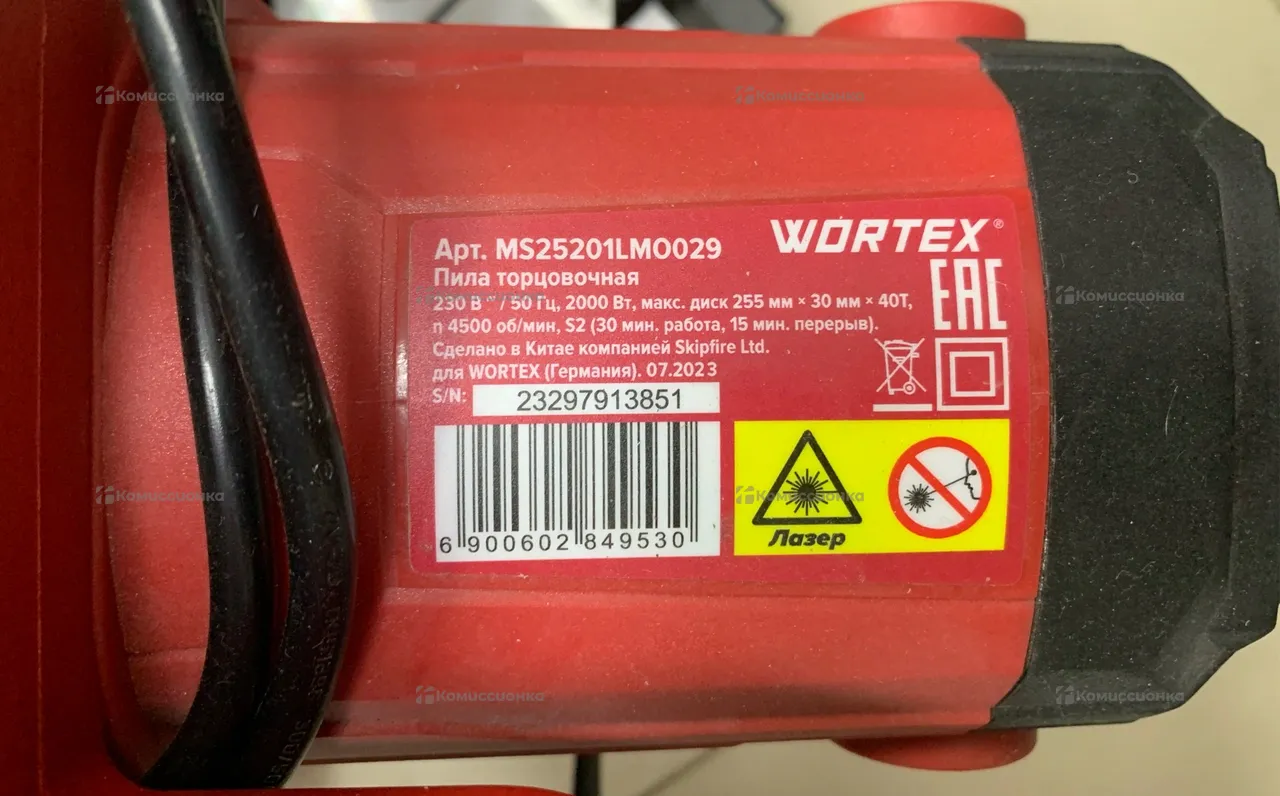 WORTEX®
Арт. MS25201LMO029
Пила торцовочная
230 В ~ / 50 Гц, 2000 Вт, макс. диск 255 мм × 30 мм × 40Т,
n 4500 об/мин, S2 (30 мин. работа, 15 мин. перерыв).
Сделано в Китае компанией Skipfire Ltd.
для WORTEX (Германия). 07.2023
S/N: 23297913851
EAC
6 900602 849530
Лазер
Комиссионка
Комиссионка
Комиссионка
Комиссионка
Комиссионка
Комиссионка
Комиссионка
Комиссионка